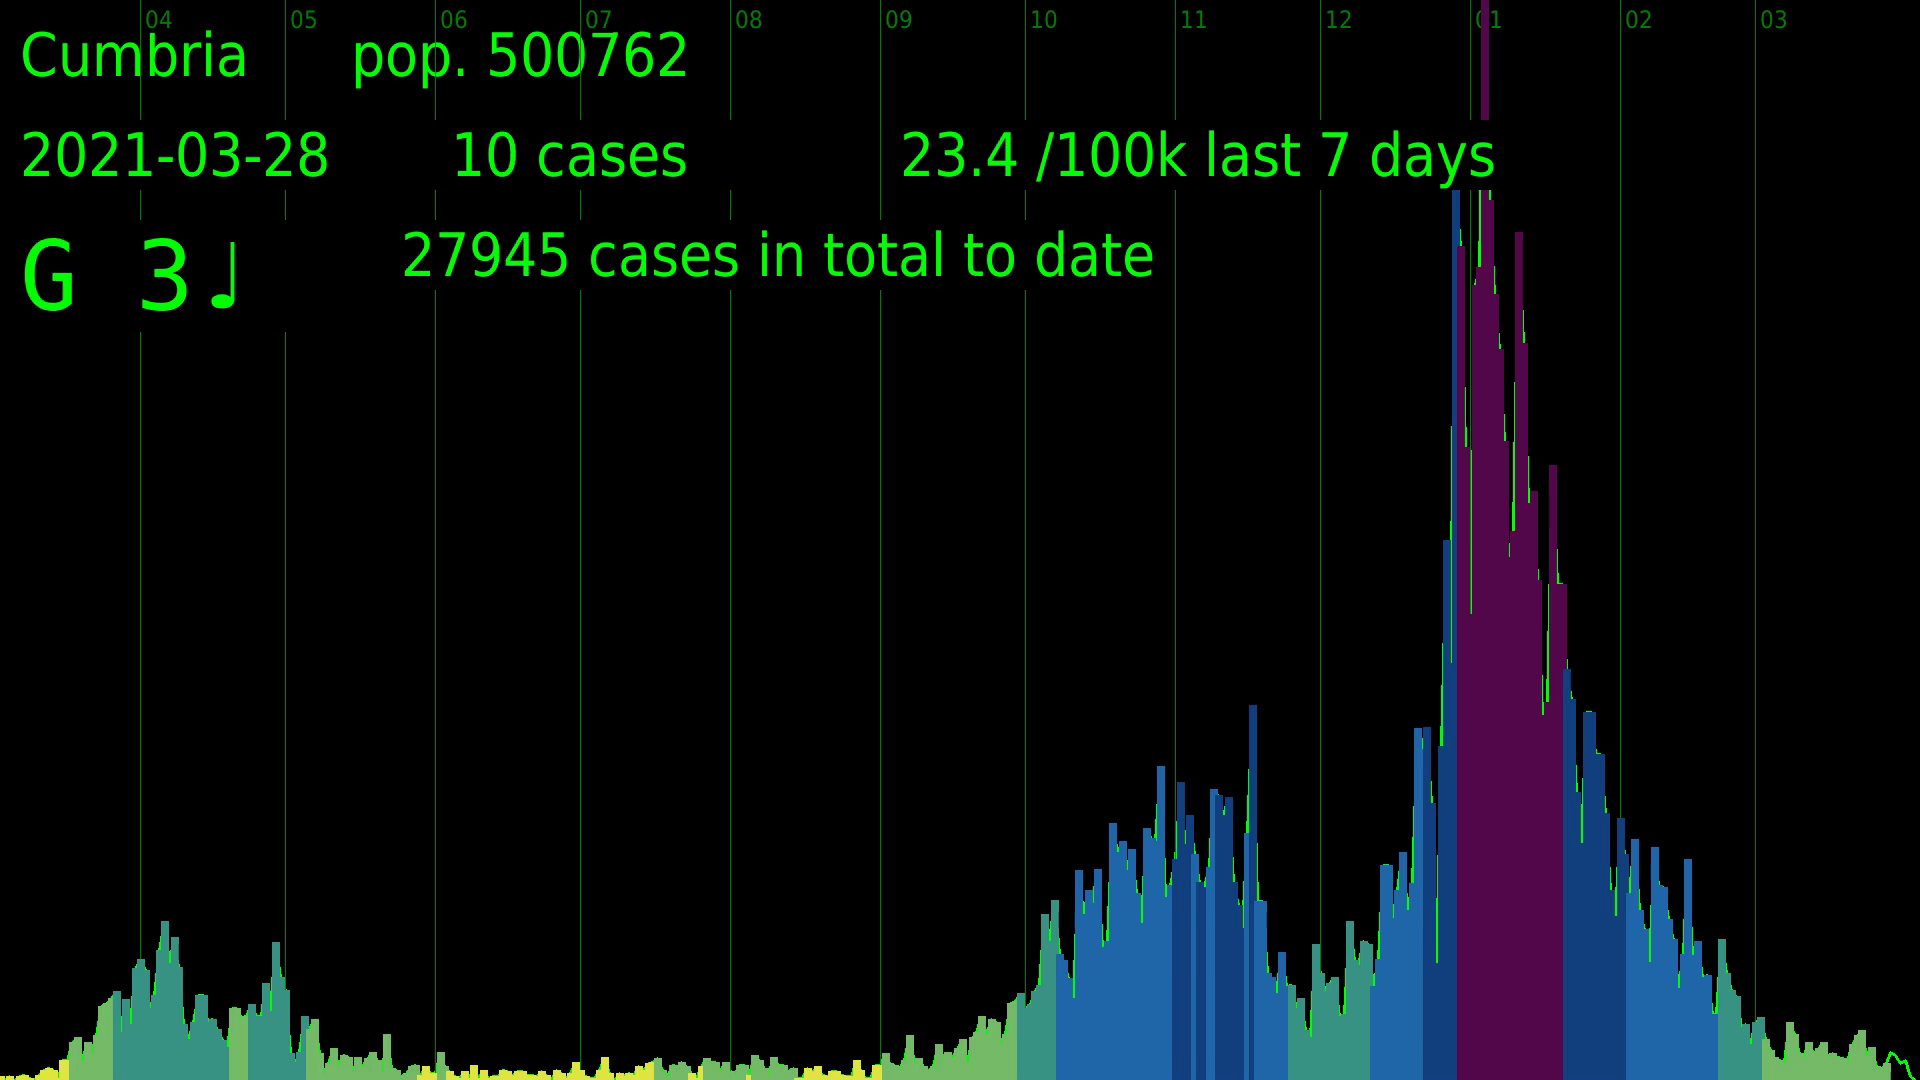 04 05 06 07 08 09 10 11 12 01 02 03
Cumbria pop. 500762
2021-03-28 10 cases 23.4 /100k last 7 days
G 3♩ 27945 cases in total to date